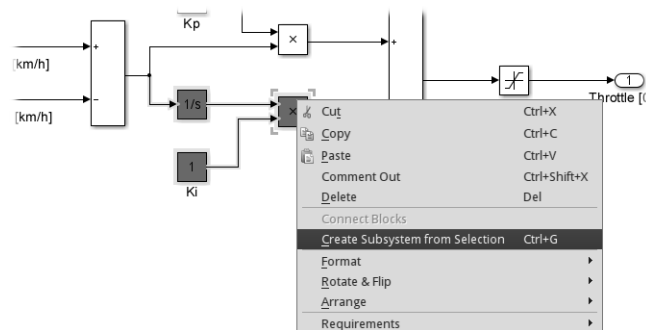 Kp
×
+
[km/h]
+
−
[km/h]
1/s
×
1
Ki
1
Throttle [
Cut Ctrl+X
Copy Ctrl+C
Paste Ctrl+V
Comment Out Ctrl+Shift+X
Delete Del
Connect Blocks
Create Subsystem from Selection Ctrl+G
Format
Rotate & Flip
Arrange
Requirements